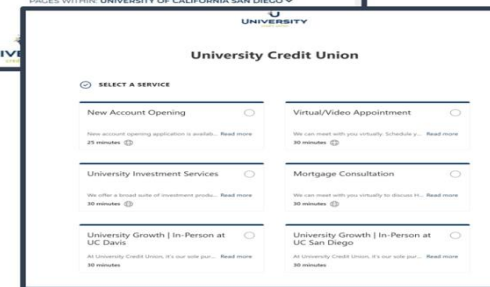 PAGES WITHIN: UNIVERSITY OF CALIFORNIA SAN DIEGO
UNIVERSITY
University Credit Union
SELECT A SERVICE
New Account Opening
New account opening application is availab... Read more
25 minutes
Virtual/Video Appointment
We can meet with you virtually. Schedule y... Read more
30 minutes
University Investment Services
We offer a broad suite of investment produ... Read more
30 minutes
Mortgage Consultation
We can meet with you virtually to discuss H... Read more
30 minutes
University Growth | In-Person at
UC Davis
At University Credit Union, it's our sole pur... Read more
30 minutes
University Growth | In-Person at
UC San Diego
At University Credit Union, it's our sole pur... Read more
30 minutes